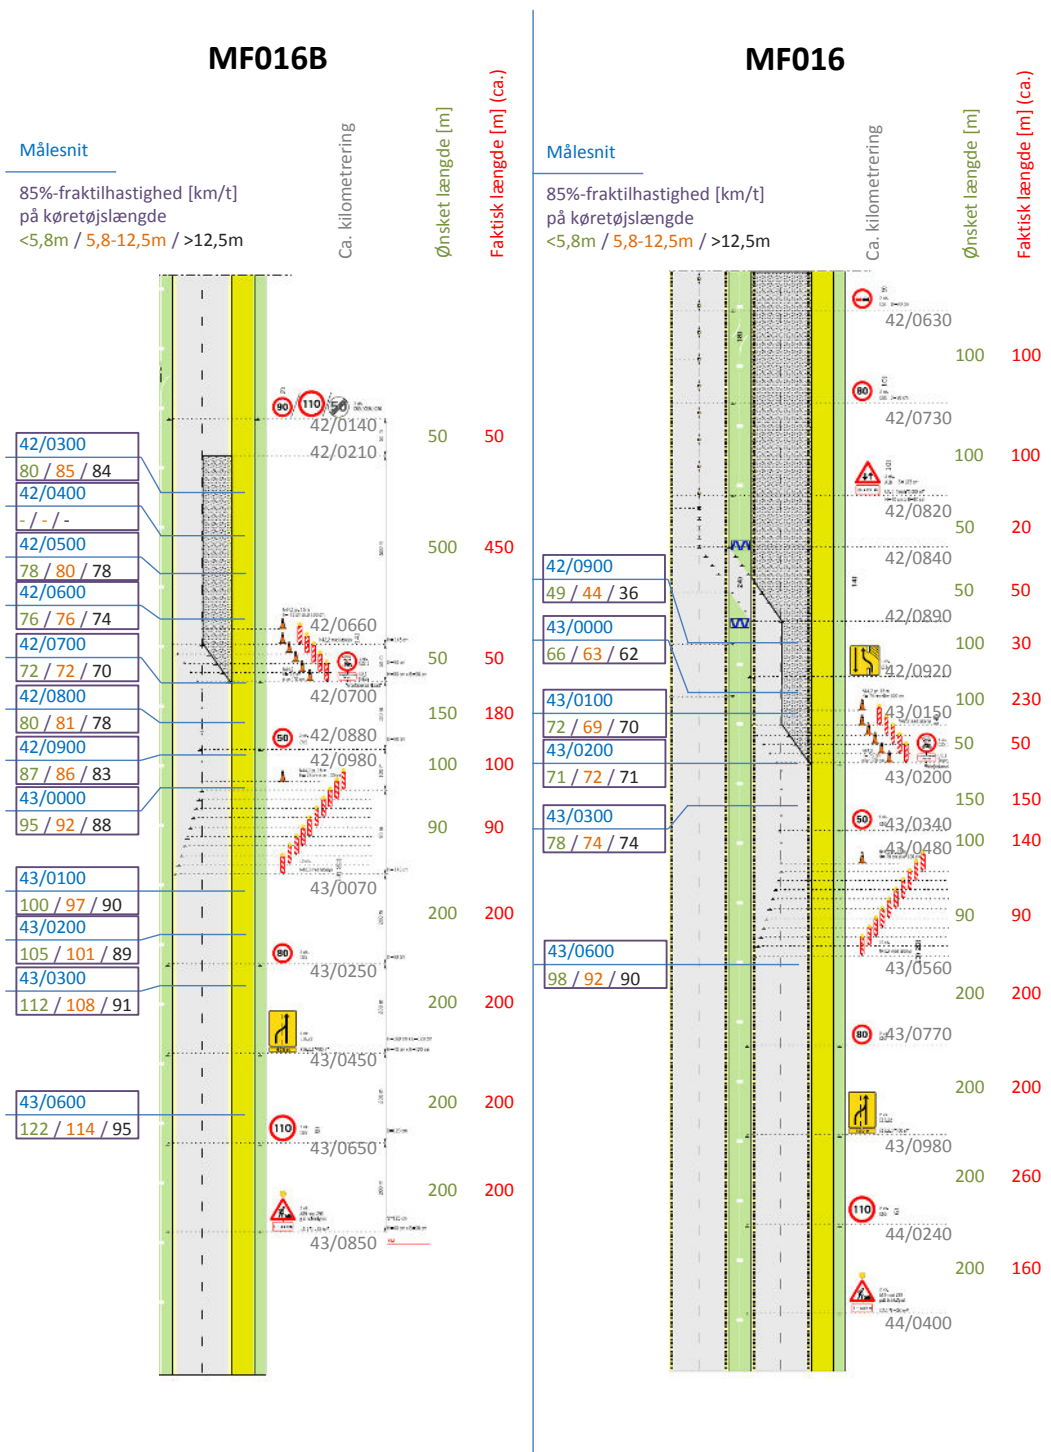 MF016B
Målesnit
85%-fraktilhastighed [km/t]
på køretøjslængde
<5,8m / 5,8-12,5m / >12,5m
Ca. kilometrering
Ønsket længde [m]
Faktisk længde [m] (ca.)
90 / 110 / 50
42/0140
50 50
42/0210
42/0300
80 / 85 / 84
42/0400
- / - / -
42/0500
78 / 80 / 78
500 450
42/0600
76 / 76 / 74
42/0660
42/0700
72 / 72 / 70
50 50
42/0700
42/0800
80 / 81 / 78
150 180
50
42/0880
42/0900
87 / 86 / 83
42/0980
100 100
43/0000
95 / 92 / 88
90 90
43/0070
43/0100
100 / 97 / 90
200 200
43/0200
105 / 101 / 89
80
43/0250
43/0300
112 / 108 / 91
200 200
43/0450
43/0600
122 / 114 / 95
200 200
110
43/0650
200 200
43/0850
MF016
Målesnit
85%-fraktilhastighed [km/t]
på køretøjslængde
<5,8m / 5,8-12,5m / >12,5m
Ca. kilometrering
Ønsket længde [m]
Faktisk længde [m] (ca.)
42/0630
100 100
80
42/0730
100 100
42/0820
50 20
42/0840
42/0900
49 / 44 / 36
50 50
42/0890
43/0000
66 / 63 / 62
100 30
42/0920
43/0100
72 / 69 / 70
100 230
43/0150
43/0200
71 / 72 / 71
50 50
43/0200
150 150
43/0300
78 / 74 / 74
50
43/0340
100 140
43/0480
90 90
43/0600
98 / 92 / 90
43/0560
200 200
80
43/0770
200 200
43/0980
200 260
110
44/0240
200 160
44/0400